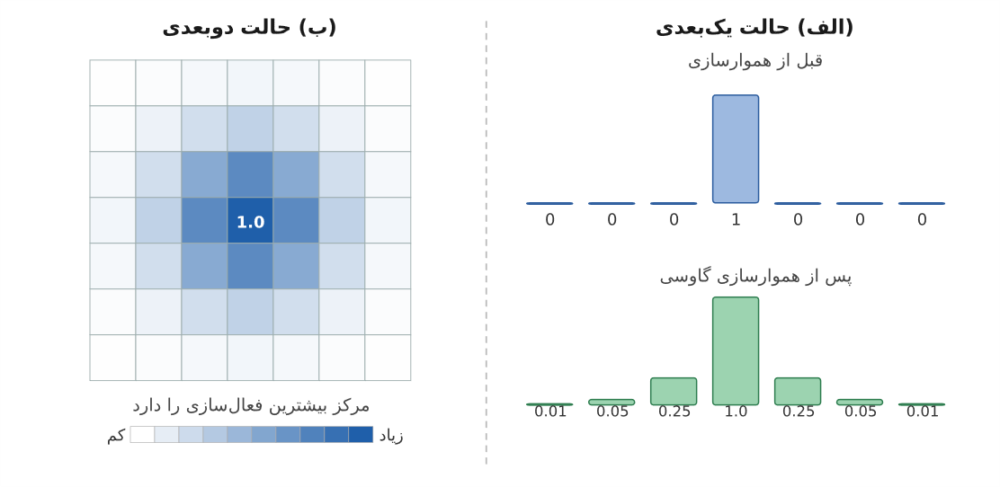 (الف) حالت یک‌بعدی
قبل از هموارسازی
0 0 0 1 0 0 0
پس از هموارسازی گاوسی
0.01 0.05 0.25 1.0 0.25 0.05 0.01
(ب) حالت دوبعدی
1.0
مرکز بیشترین فعال‌سازی را دارد
زیاد کم